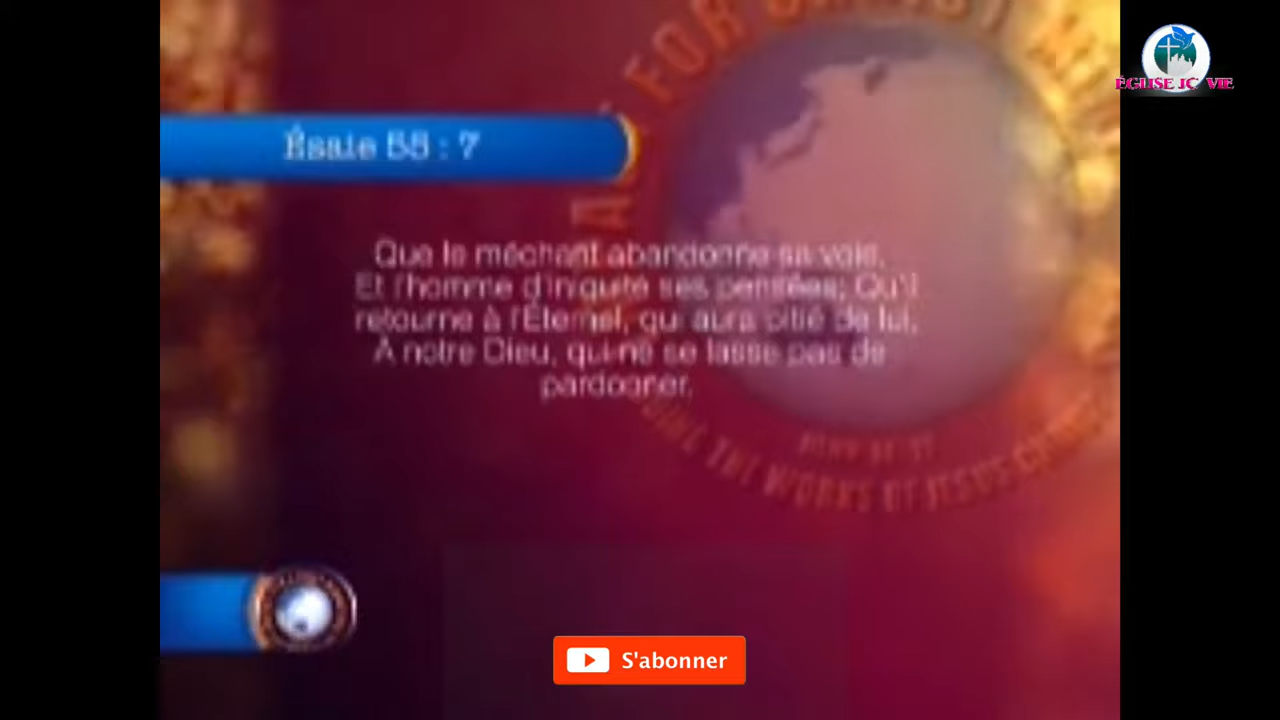 ÉGLISE JC VIE
Ésaïe 55 : 7
Que le méchant abandonne sa voie,
Et l'homme d'iniquité ses pensées; Qu'il
retourne à l'Éternel, qui aura pitié de lui,
A notre Dieu, qui ne se lasse pas de
pardonner.
FOR
THE WORKS OF JESUS
S'abonner